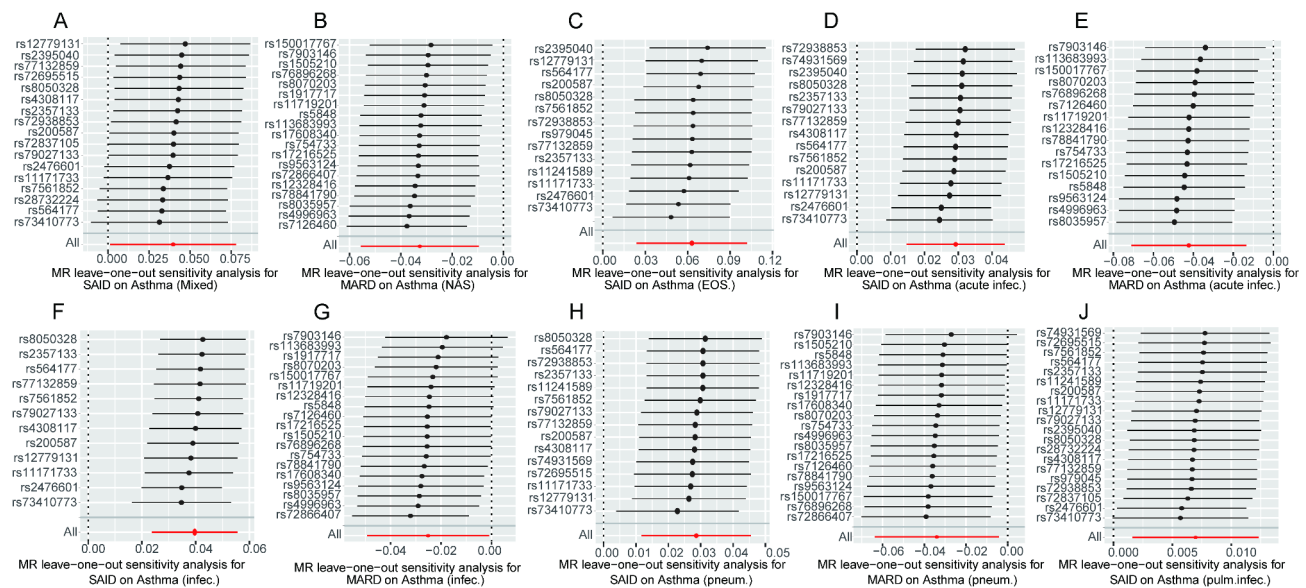 A
rs12779131
rs2395040
rs77132859
rs72695515
rs8050328
rs4308117
rs2357133
rs72938853
rs200587
rs72837105
rs79027133
rs2476601
rs11171733
rs7561852
rs28732224
rs564177
rs73410773
All
0.000 0.025 0.050 0.075
MR leave-one-out sensitivity analysis for
SAID on Asthma (Mixed)
B
rs150017767
rs7903146
rs1505210
rs76896268
rs8070203
rs1917717
rs11719201
rs5848
rs113683993
rs17608340
rs754733
rs17216525
rs9563124
rs72866407
rs12328416
rs78841790
rs8035957
rs4996963
rs7126460
All
−0.06 −0.04 −0.02 0.00
MR leave-one-out sensitivity analysis for
MARD on Asthma (NAS)
C
rs2395040
rs12779131
rs564177
rs200587
rs8050328
rs7561852
rs72938853
rs979045
rs77132859
rs2357133
rs11241589
rs11171733
rs2476601
rs73410773
All
0.00 0.03 0.06 0.09 0.12
MR leave-one-out sensitivity analysis for
SAID on Asthma (EOS.)
D
rs72938853
rs74931569
rs2395040
rs8050328
rs2357133
rs79027133
rs77132859
rs4308117
rs564177
rs7561852
rs200587
rs11171733
rs12779131
rs2476601
rs73410773
All
0.00 0.01 0.02 0.03 0.04
MR leave-one-out sensitivity analysis for
SAID on Asthma (acute infec.)
E
rs7903146
rs113683993
rs150017767
rs8070203
rs76896268
rs7126460
rs11719201
rs12328416
rs78841790
rs754733
rs17216525
rs1505210
rs5848
rs9563124
rs4996963
rs8035957
All
−0.08 −0.06 −0.04 −0.02 0.00
MR leave-one-out sensitivity analysis for
MARD on Asthma (acute infec.)
F
rs8050328
rs2357133
rs564177
rs77132859
rs7561852
rs79027133
rs4308117
rs200587
rs12779131
rs11171733
rs2476601
rs73410773
All
0.00 0.02 0.04 0.06
MR leave-one-out sensitivity analysis for
SAID on Asthma (infec.)
G
rs7903146
rs113683993
rs1917717
rs8070203
rs150017767
rs11719201
rs12328416
rs5848
rs7126460
rs17216525
rs1505210
rs76896268
rs754733
rs78841790
rs17608340
rs9563124
rs8035957
rs4996963
rs72866407
All
−0.04 −0.02 0.00
MR leave-one-out sensitivity analysis for
MARD on Asthma (infec.)
H
rs8050328
rs564177
rs72938853
rs2357133
rs11241589
rs7561852
rs79027133
rs77132859
rs200587
rs4308117
rs74931569
rs72695515
rs11171733
rs12779131
rs73410773
All
0.00 0.01 0.02 0.03 0.04 0.05
MR leave-one-out sensitivity analysis for
SAID on Asthma (pneum.)
I
rs7903146
rs1505210
rs5848
rs113683993
rs11719201
rs12328416
rs1917717
rs17608340
rs8070203
rs754733
rs4996963
rs8035957
rs17216525
rs7126460
rs78841790
rs9563124
rs150017767
rs76896268
rs72866407
All
−0.06 −0.04 −0.02 0.00
MR leave-one-out sensitivity analysis for
MARD on Asthma (pneum.)
J
rs74931569
rs72695515
rs7561852
rs564177
rs2357133
rs11241589
rs200587
rs11171733
rs12779131
rs79027133
rs2395040
rs8050328
rs28732224
rs4308117
rs77132859
rs979045
rs72938853
rs72837105
rs2476601
rs73410773
All
0.000 0.005 0.010
MR leave-one-out sensitivity analysis for
SAID on Asthma (pulm.infec.)